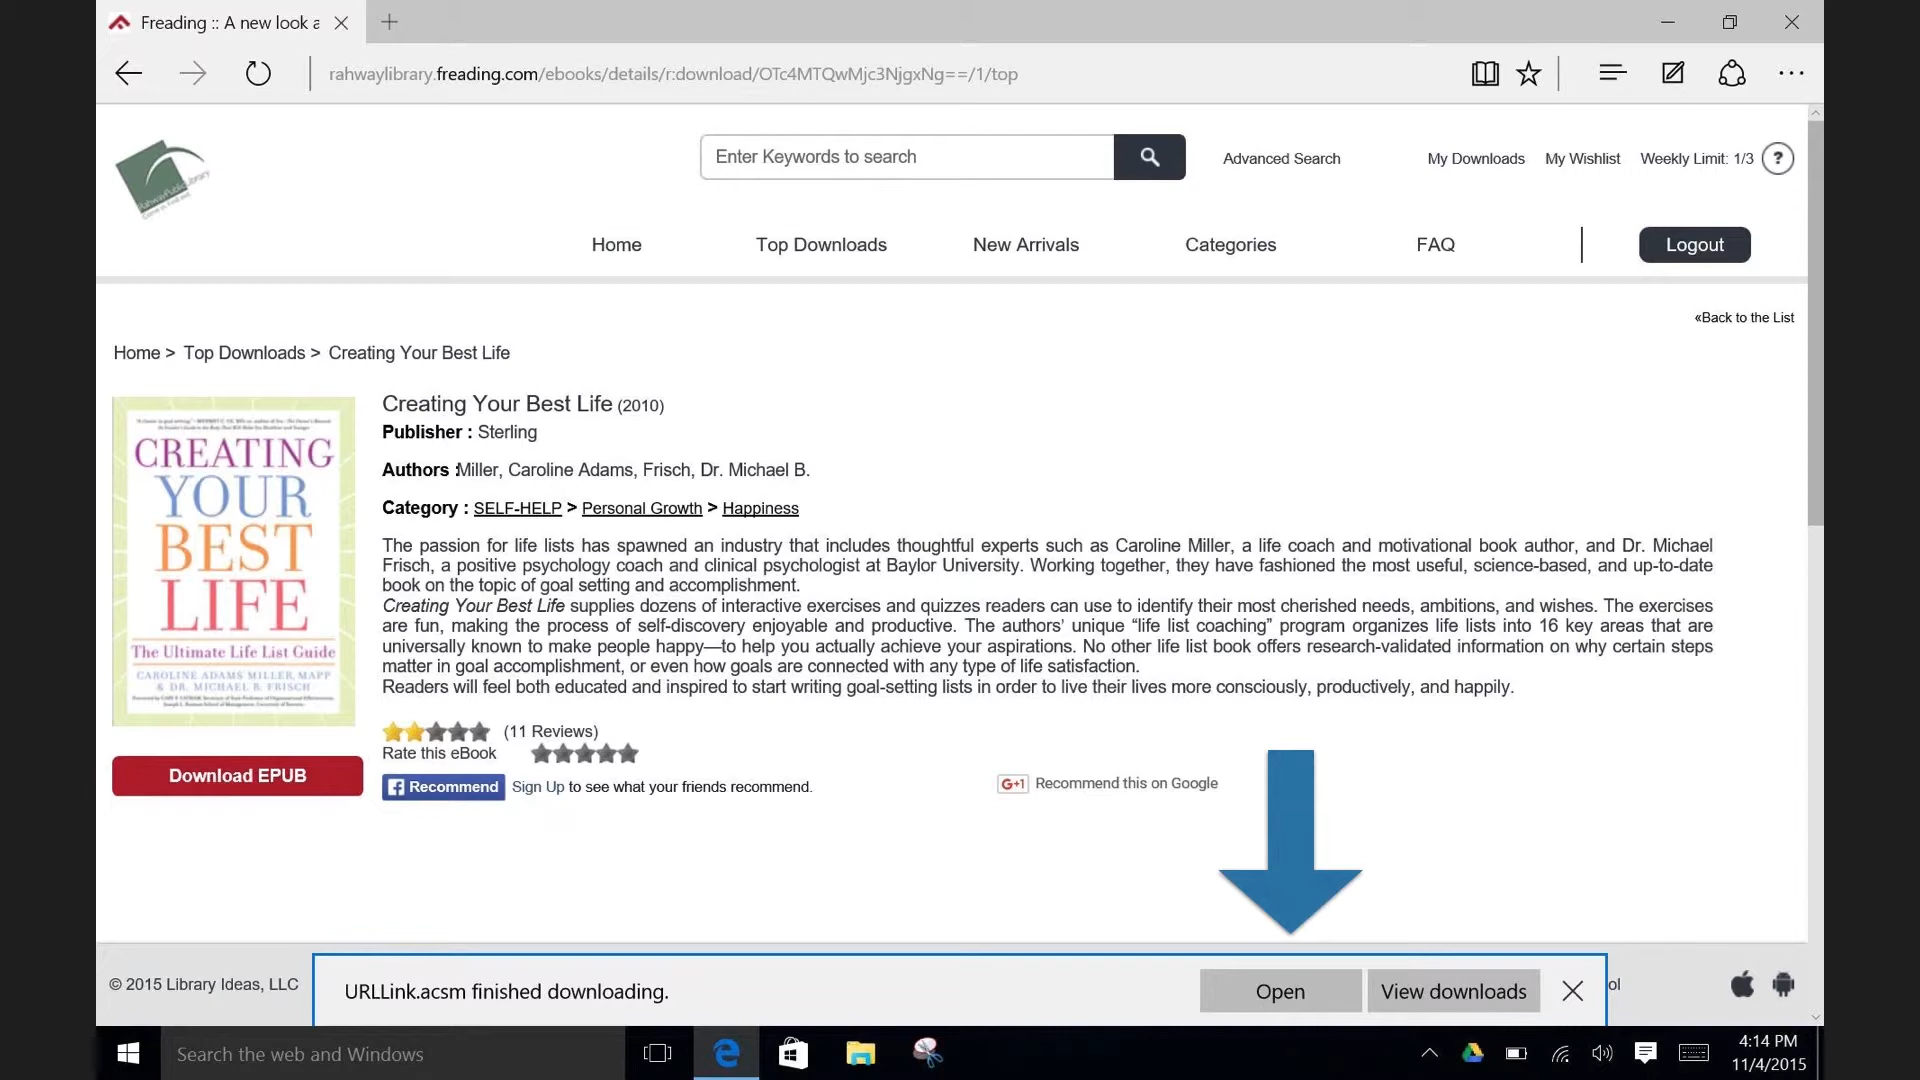 Freading :: A new look a
rahwaylibrary.freading.com/ebooks/details/r:download/OTc4MTQwMjc3NjgxNg==/1/top
Enter Keywords to search
Advanced Search
My Downloads
My Wishlist
Weekly Limit: 1/3
?
Home
Top Downloads
New Arrivals
Categories
FAQ
Logout
«Back to the List
Home > Top Downloads > Creating Your Best Life
CREATING
YOUR
BEST
LIFE
The Ultimate Life List Guide
CAROLINE ADAMS MILLER, MAPP
& DR. MICHAEL B. FRISCH
Download EPUB
Creating Your Best Life (2010)
Publisher : Sterling
Authors :Miller, Caroline Adams, Frisch, Dr. Michael B.
Category : SELF-HELP > Personal Growth > Happiness
The passion for life lists has spawned an industry that includes thoughtful experts such as Caroline Miller, a life coach and motivational book author, and Dr. Michael
Frisch, a positive psychology coach and clinical psychologist at Baylor University. Working together, they have fashioned the most useful, science-based, and up-to-date
book on the topic of goal setting and accomplishment.
Creating Your Best Life supplies dozens of interactive exercises and quizzes readers can use to identify their most cherished needs, ambitions, and wishes. The exercises
are fun, making the process of self-discovery enjoyable and productive. The authors' unique “life list coaching” program organizes life lists into 16 key areas that are
universally known to make people happy—to help you actually achieve your aspirations. No other life list book offers research-validated information on why certain steps
matter in goal accomplishment, or even how goals are connected with any type of life satisfaction.
Readers will feel both educated and inspired to start writing goal-setting lists in order to live their lives more consciously, productively, and happily.
(11 Reviews)
Rate this eBook
Recommend
Sign Up to see what your friends recommend.
G+1 Recommend this on Google
© 2015 Library Ideas, LLC
URLLink.acsm finished downloading.
Open
View downloads
ol
Search the web and Windows
4:14 PM
11/4/2015